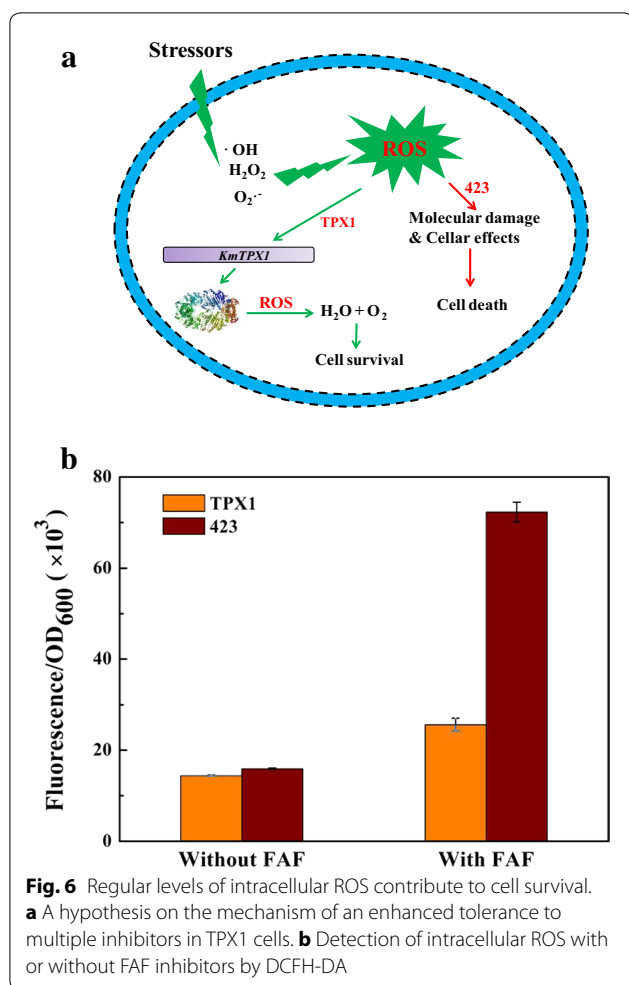 a
Stressors
· OH
H₂O₂
O₂·-
ROS
423
Molecular damage
& Cellar effects
Cell death
TPX1
KmTPX1
ROS
H₂O + O₂
Cell survival
b
Fluorescence/OD₆₀₀ (×10³)
80
60
40
20
0
TPX1
423
Without FAF
With FAF
Fig. 6 Regular levels of intracellular ROS contribute to cell survival.
a A hypothesis on the mechanism of an enhanced tolerance to
multiple inhibitors in TPX1 cells. b Detection of intracellular ROS with
or without FAF inhibitors by DCFH-DA